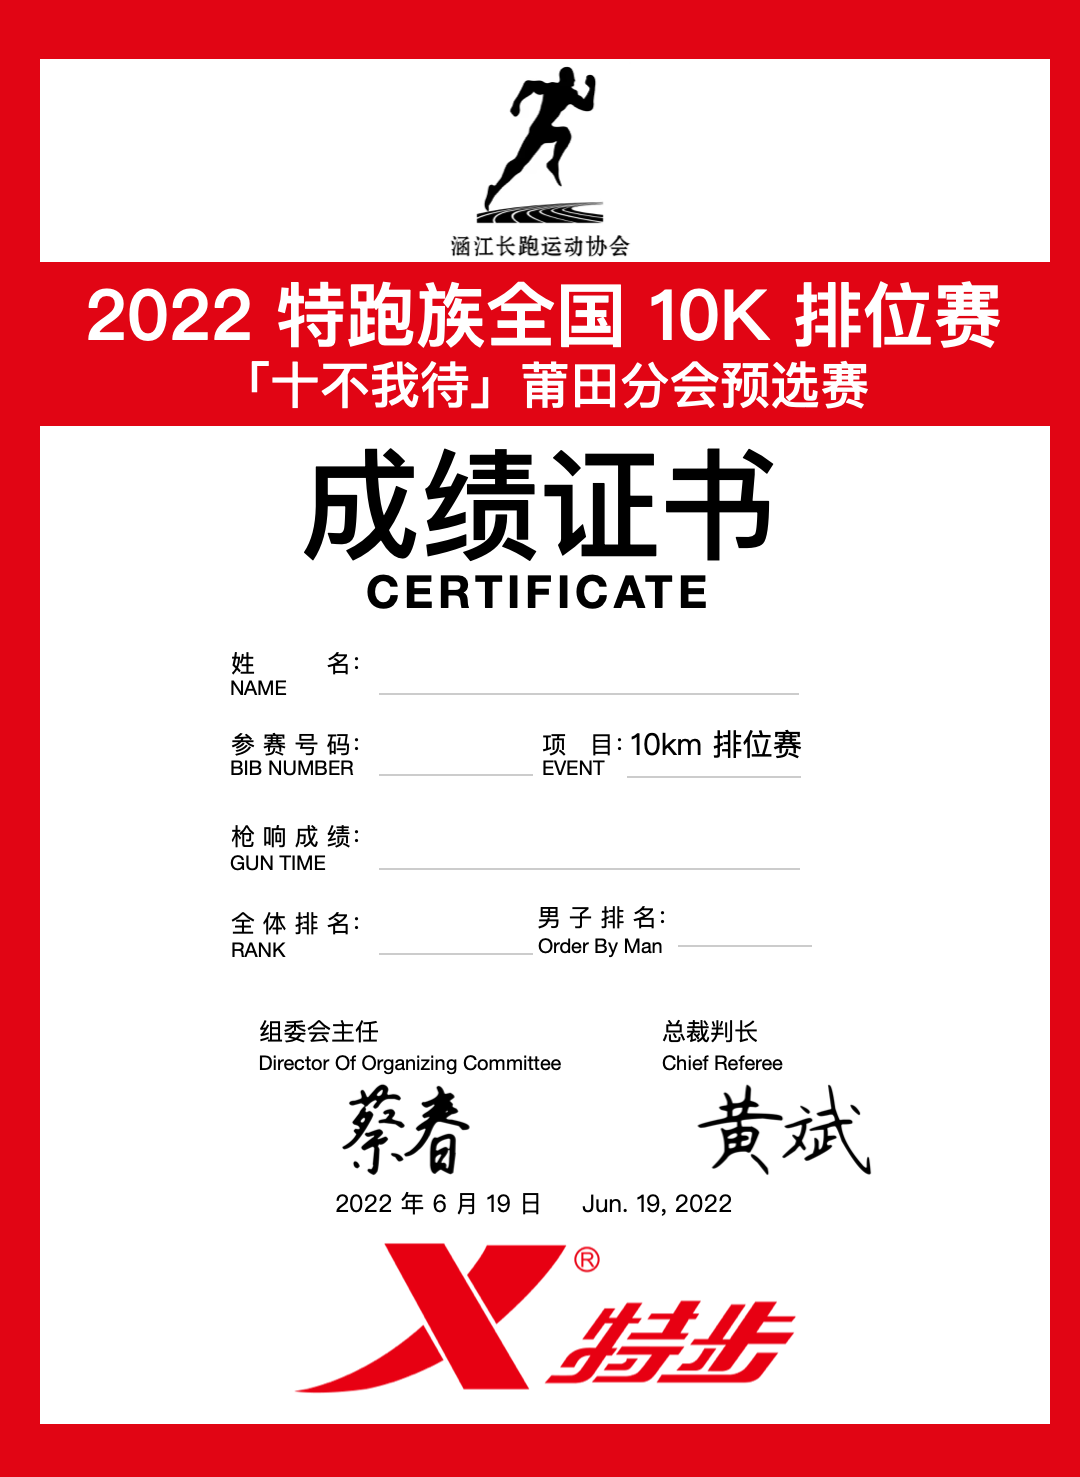 涵江长跑运动协会
2022 特跑族全国 10K 排位赛
「十不我待」莆田分会预选赛
成绩证书
CERTIFICATE
姓 名：
NAME
参赛号码： 项 目：10km 排位赛
BIB NUMBER EVENT
枪响成绩：
GUN TIME
全体排名： 男子排名：
RANK Order By Man
组委会主任 总裁判长
Director Of Organizing Committee Chief Referee
蔡春 黄斌
2022 年 6 月 19 日 Jun. 19, 2022
®
特步